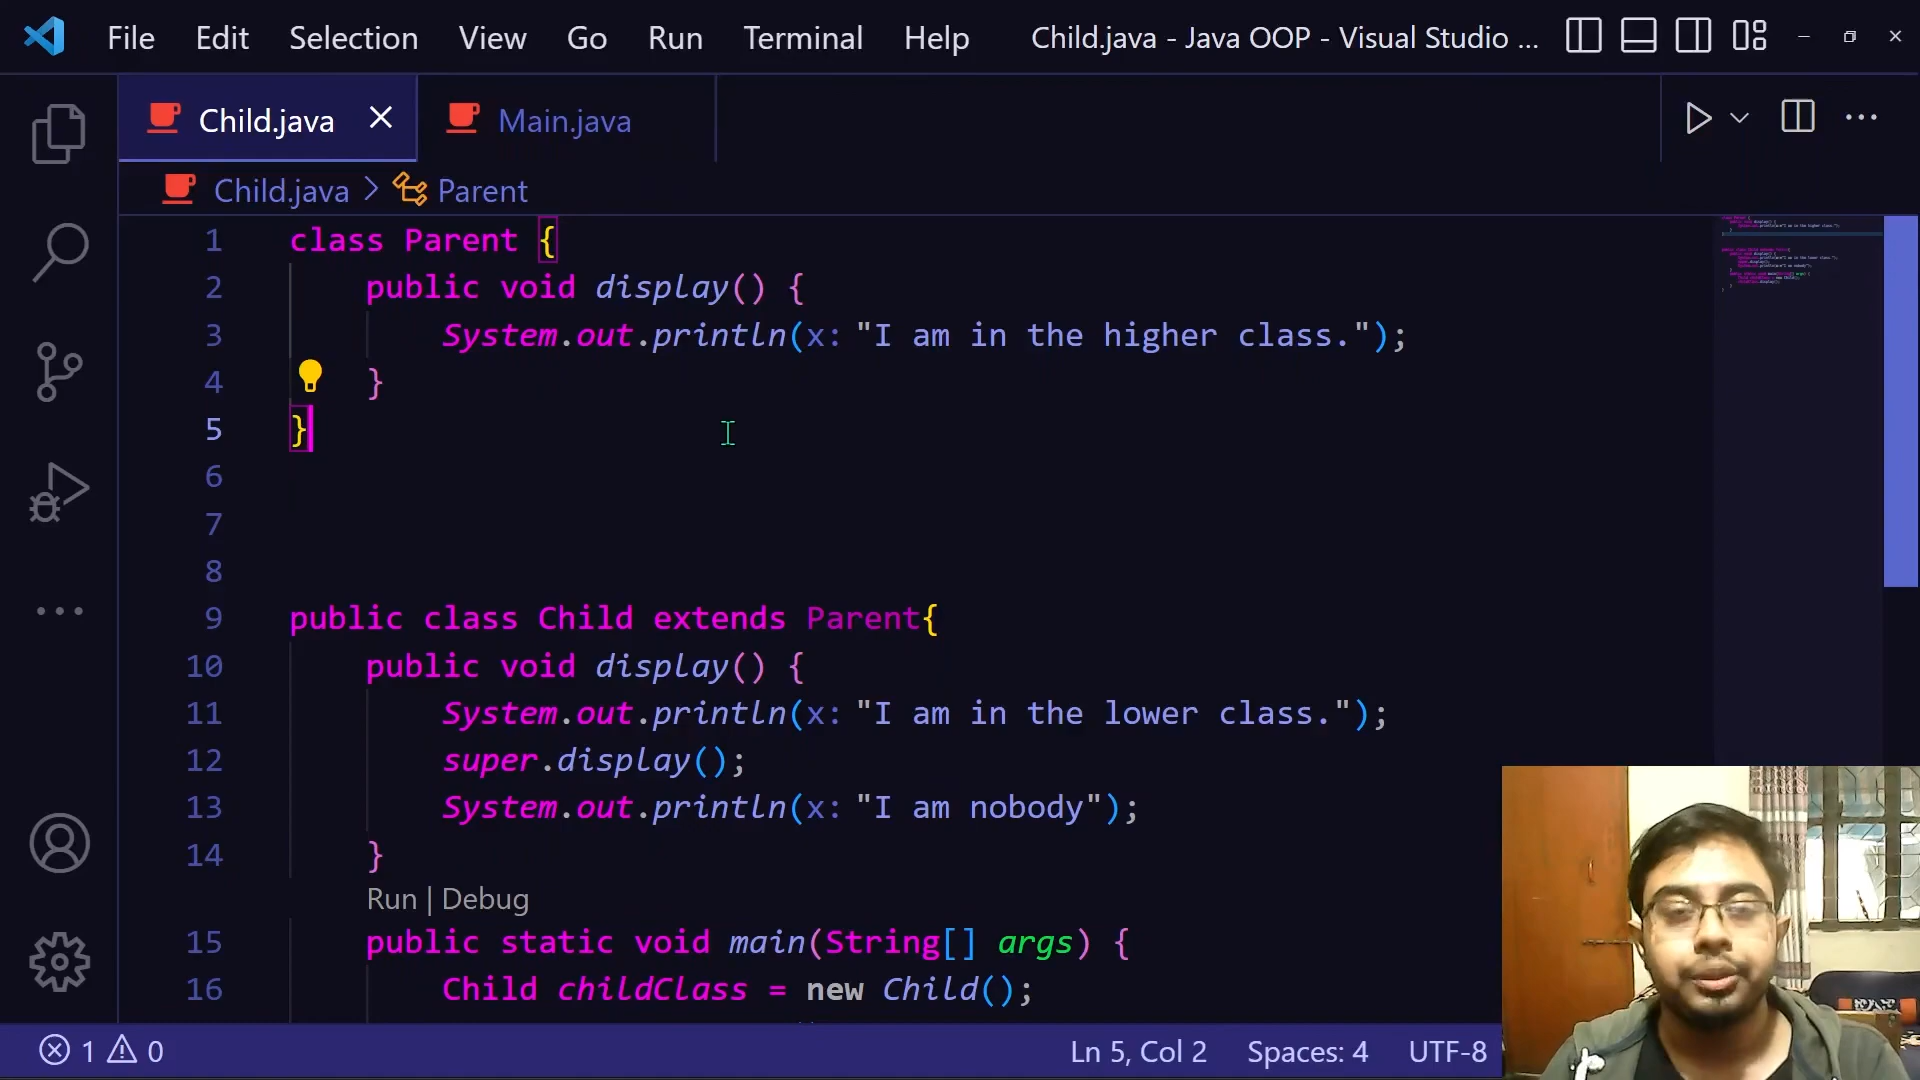 File Edit Selection View Go Run Terminal Help Child.java - Java OOP - Visual Studio ...
Child.java Main.java
Child.java > Parent
1 class Parent {
2 public void display() {
3 System.out.println(x: "I am in the higher class.");
4 }
5 }
6
7
8
9 public class Child extends Parent{
10 public void display() {
11 System.out.println(x: "I am in the lower class.");
12 super.display();
13 System.out.println(x: "I am nobody");
14 }
Run | Debug
15 public static void main(String[] args) {
16 Child childClass = new Child();
1 0 Ln 5, Col 2 Spaces: 4 UTF-8